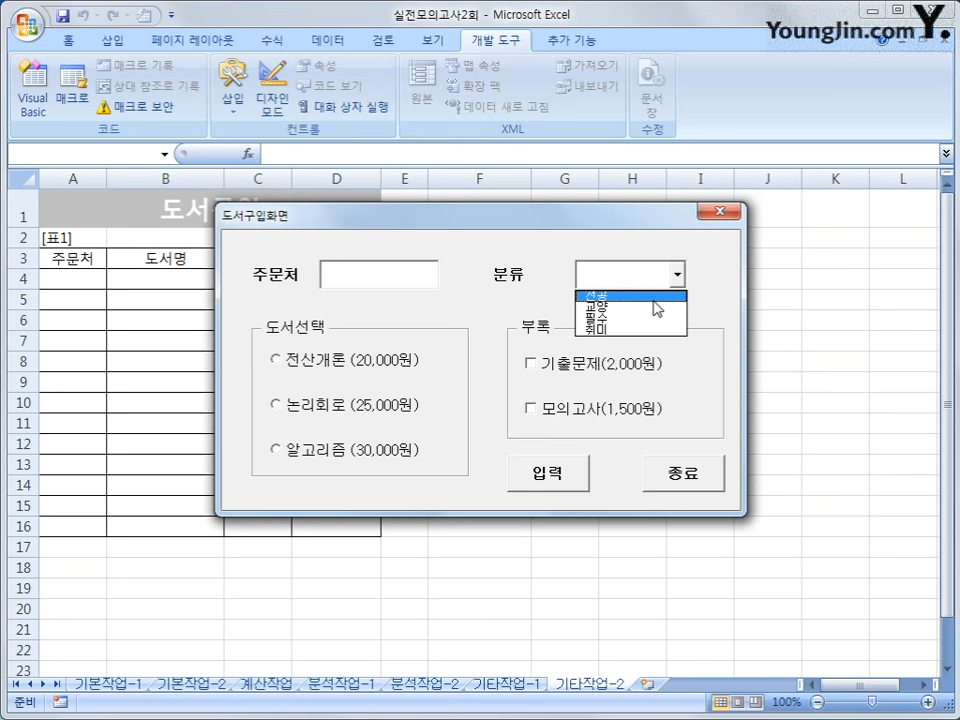 실전모의고사2회 - Microsoft Excel
YoungJin.com Y.
홈 삽입 페이지 레이아웃 수식 데이터 검토 보기 개발 도구 추가 기능
Visual Basic
매크로
매크로 기록
상대 참조로 기록
매크로 보안
코드
삽입
디자인 모드
속성
코드 보기
대화 상자 실행
컨트롤
원본
맵 속성
확장 팩
데이터 새로 고침
가져오기
내보내기
XML
문서 창
수정
fx
A B C D E F G H I J K L
1 도서
2 [표1]
3 주문처 도서명
4
5
6
7
8
9
10
11
12
13
14
15
16
17
18
19
20
21
22
23
도서구입화면
주문처 분류
전공
교양
필수
취미
도서선택
전산개론 (20,000원)
논리회로 (25,000원)
알고리즘 (30,000원)
부록
기출문제(2,000원)
모의고사(1,500원)
입력 종료
기본작업-1 기본작업-2 계산작업 분석작업-1 분석작업-2 기타작업-1 기타작업-2
준비 100%